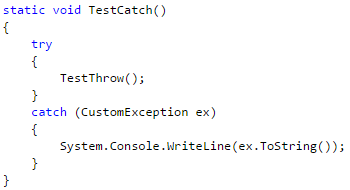 static void TestCatch()
{
    try
    {
        TestThrow();
    }
    catch (CustomException ex)
    {
        System.Console.WriteLine(ex.ToString());
    }
}